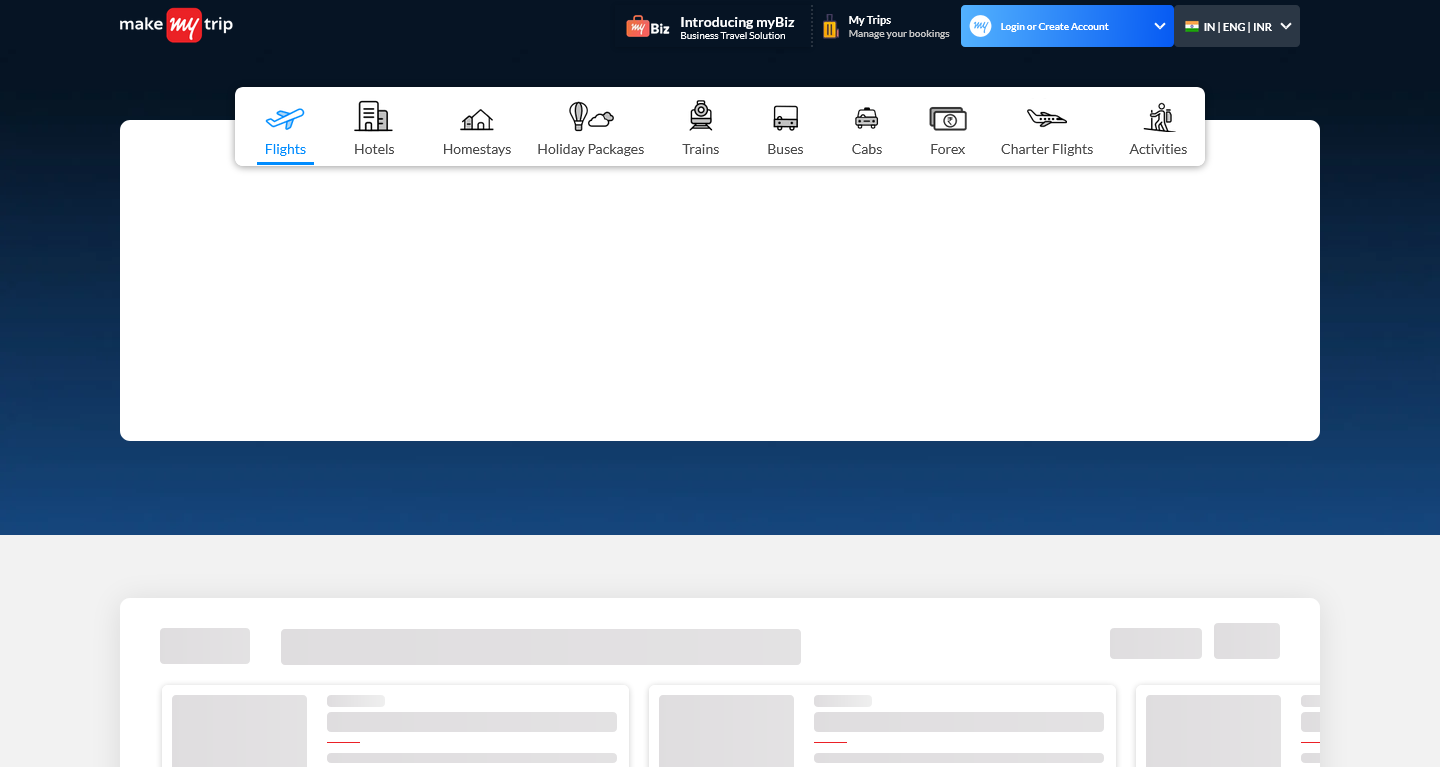 make my trip
my Biz
Introducing myBiz
Business Travel Solution
My Trips
Manage your bookings
my
Login or Create Account
IN | ENG | INR
Flights
Hotels
Homestays
Holiday Packages
Trains
Buses
Cabs
₹
Forex
Charter Flights
Activities